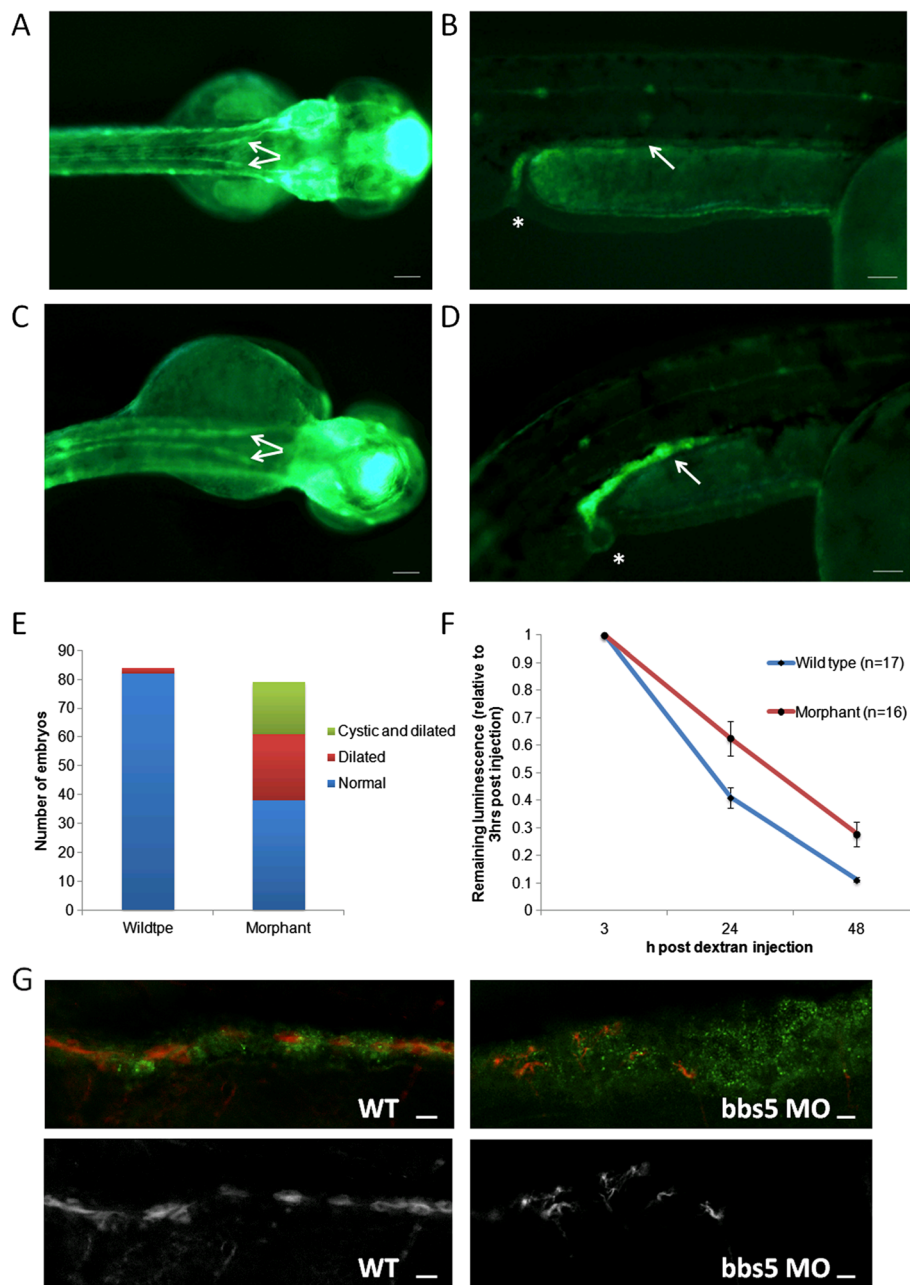 A
B
*
C
D
*
E
Number of embryos
90
80
70
60
50
40
30
20
10
0
Wildtpe
Morphant
Cystic and dilated
Dilated
Normal
F
Remaining luminescence (relative to
3hrs post injection)
1
0.9
0.8
0.7
0.6
0.5
0.4
0.3
0.2
0.1
0
3
24
48
h post dextran injection
Wild type (n=17)
Morphant (n=16)
G
WT
bbs5 MO
WT
bbs5 MO